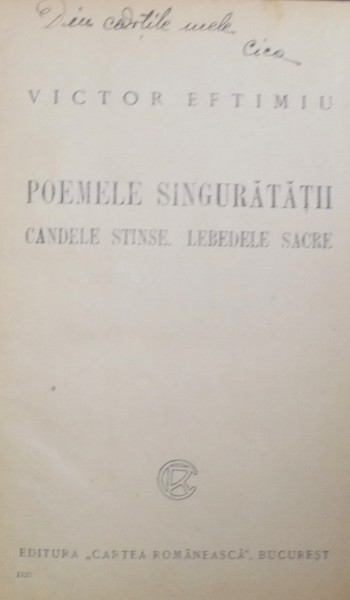 Din cărțile mele
Cica
VICTOR EFTIMIU
POEMELE SINGURĂTĂȚII
CANDELE STINSE. LEBEDELE SACRE
EDITURA „CARTEA ROMÂNEASCĂ", BUCUREȘT